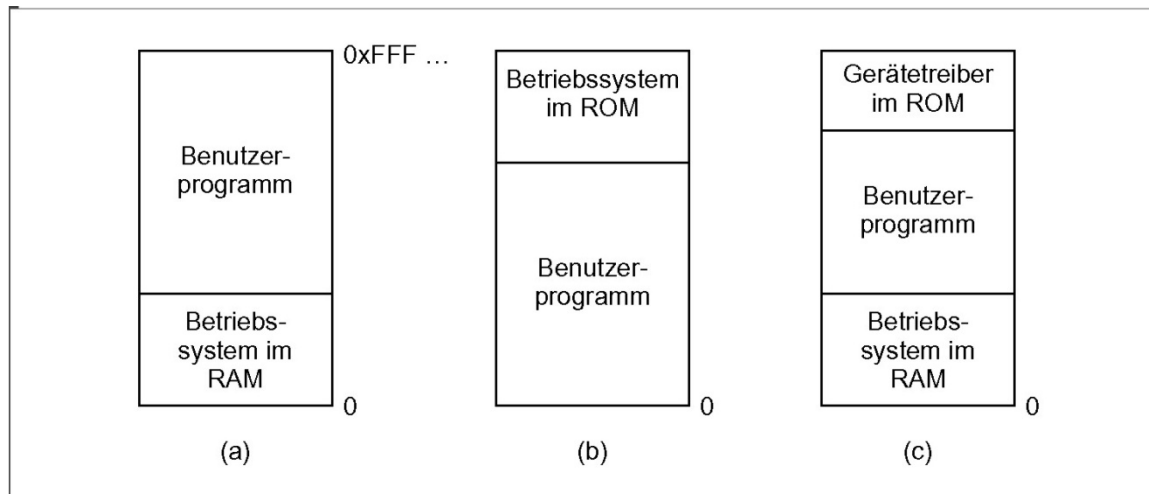 0xFFF ...
Benutzer-
programm
Betriebs-
system im
RAM
0
(a)
Betriebssystem
im ROM
Benutzer-
programm
0
(b)
Gerätetreiber
im ROM
Benutzer-
programm
Betriebs-
system im
RAM
0
(c)